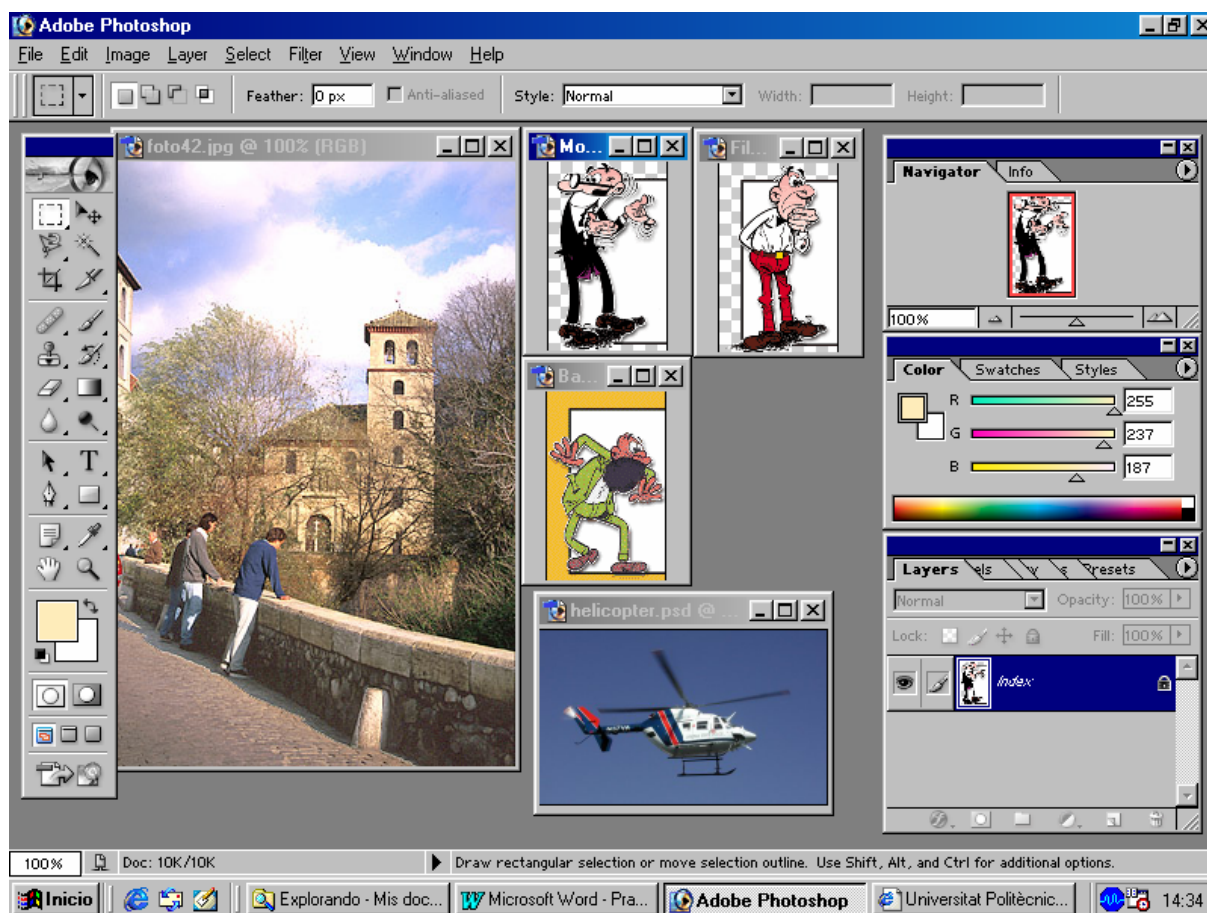 Adobe Photoshop
File Edit Image Layer Select Filter View Window Help
Feather: 0 px Anti-aliased Style: Normal Width: Height:
foto42.jpg @ 100% (RGB)
Mo...
Fil...
Navigator Info
100%
Ba...
Color Swatches Styles
R 255
G 237
B 187
helicopter.psd @ ...
Layers els Presets
Normal Opacity: 100%
Lock: Fill: 100%
Index
100% Doc: 10K/10K Draw rectangular selection or move selection outline. Use Shift, Alt, and Ctrl for additional options.
Inicio Explorando - Mis doc... Microsoft Word - Pra... Adobe Photoshop Universitat Politècnic... 14:34